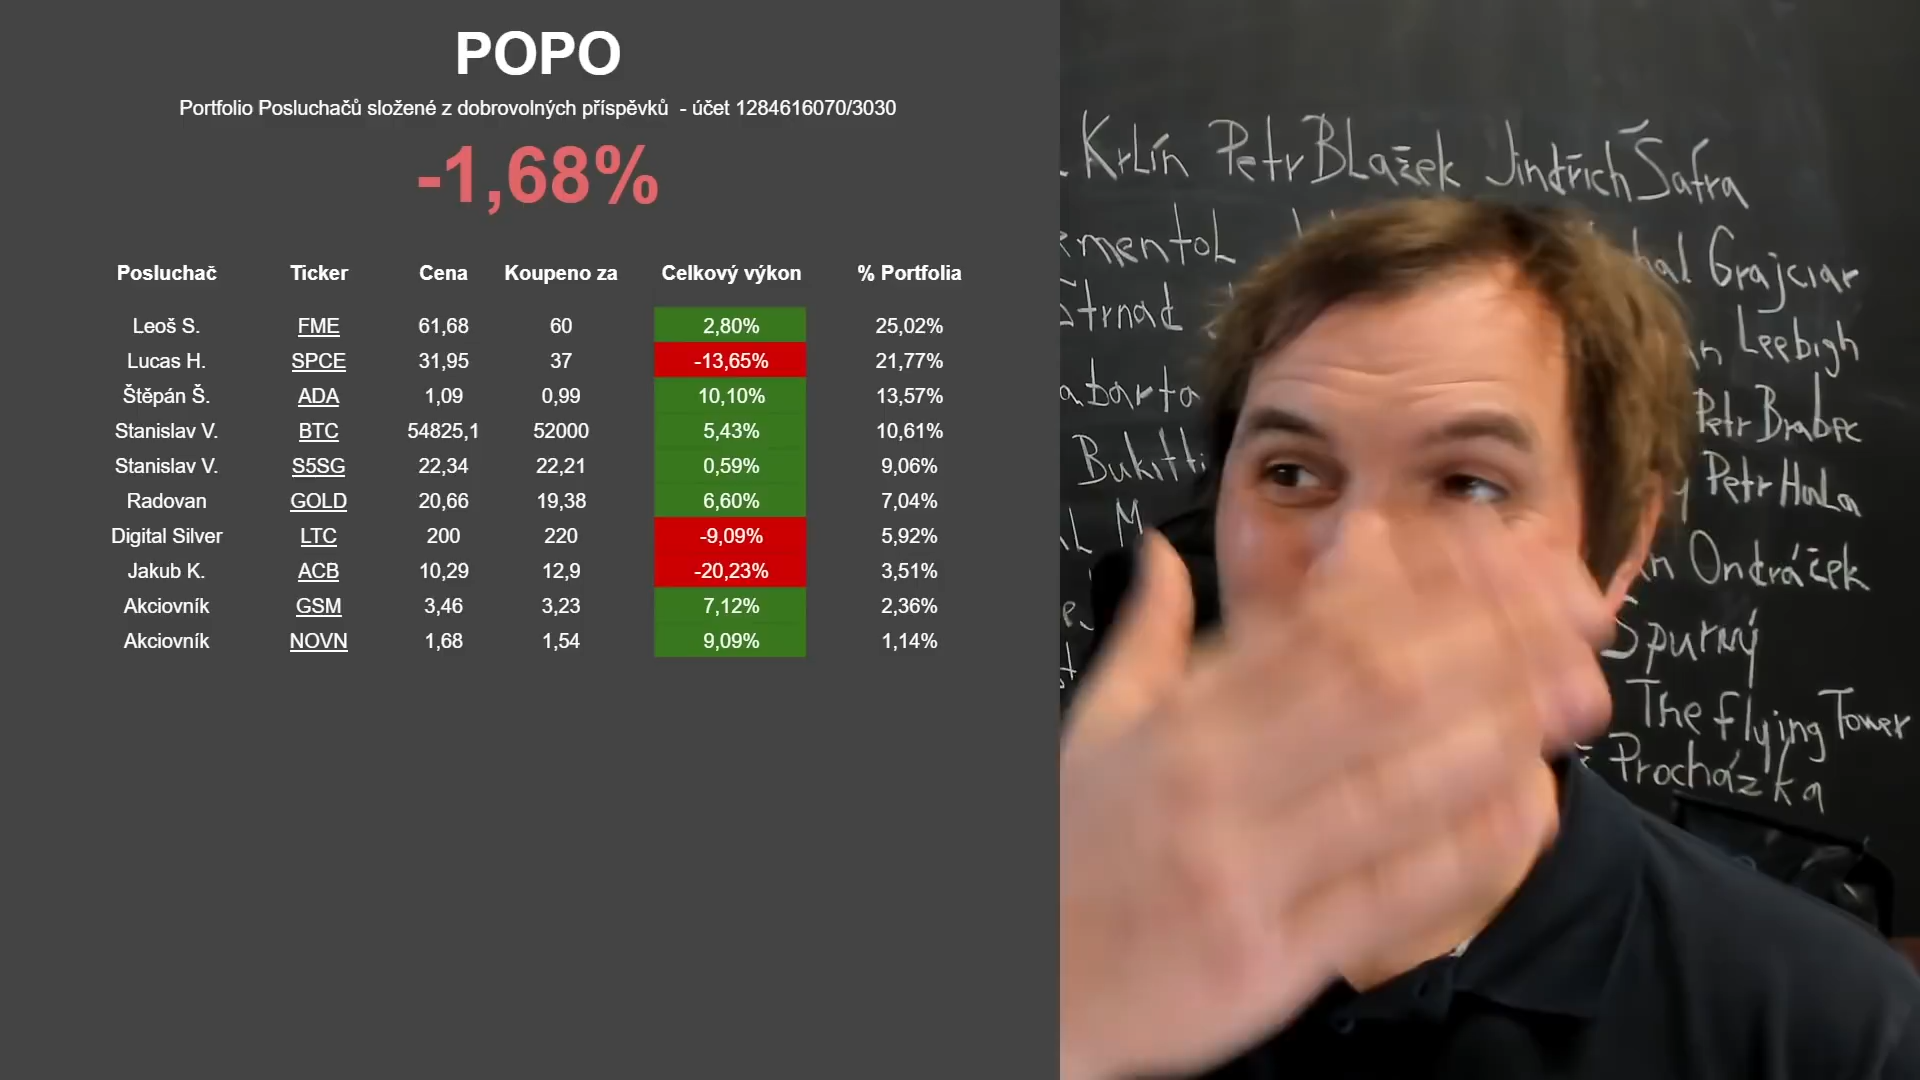 POPO
Portfolio Posluchačů složené z dobrovolných příspěvků - účet 1284616070/3030
-1,68%
Posluchač Ticker Cena Koupeno za Celkový výkon % Portfolia
Leoš S. FME 61,68 60 2,80% 25,02%
Lucas H. SPCE 31,95 37 -13,65% 21,77%
Štěpán Š. ADA 1,09 0,99 10,10% 13,57%
Stanislav V. BTC 54825,1 52000 5,43% 10,61%
Stanislav V. S5SG 22,34 22,21 0,59% 9,06%
Radovan GOLD 20,66 19,38 6,60% 7,04%
Digital Silver LTC 200 220 -9,09% 5,92%
Jakub K. ACB 10,29 12,9 -20,23% 3,51%
Akciovník GSM 3,46 3,23 7,12% 2,36%
Akciovník NOVN 1,68 1,54 9,09% 1,14%
Krlín Petr Blažek Jindřich Šafra
Grajciar
Strnad Leebigh
Petr Brabec
Bukitti Petr Hala
M
Ondráček
Spurný
The flying Tower
Procházka